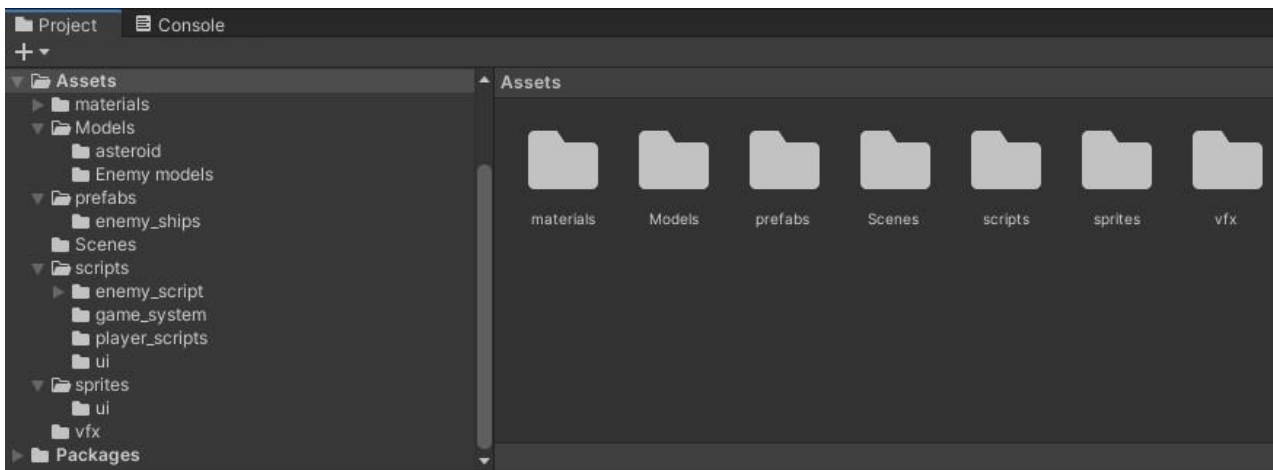 Project Console
Assets
materials
Models
asteroid
Enemy models
prefabs
enemy_ships
Scenes
scripts
enemy_script
game_system
player_scripts
ui
sprites
ui
vfx
Packages
Assets
materials Models prefabs Scenes scripts sprites vfx